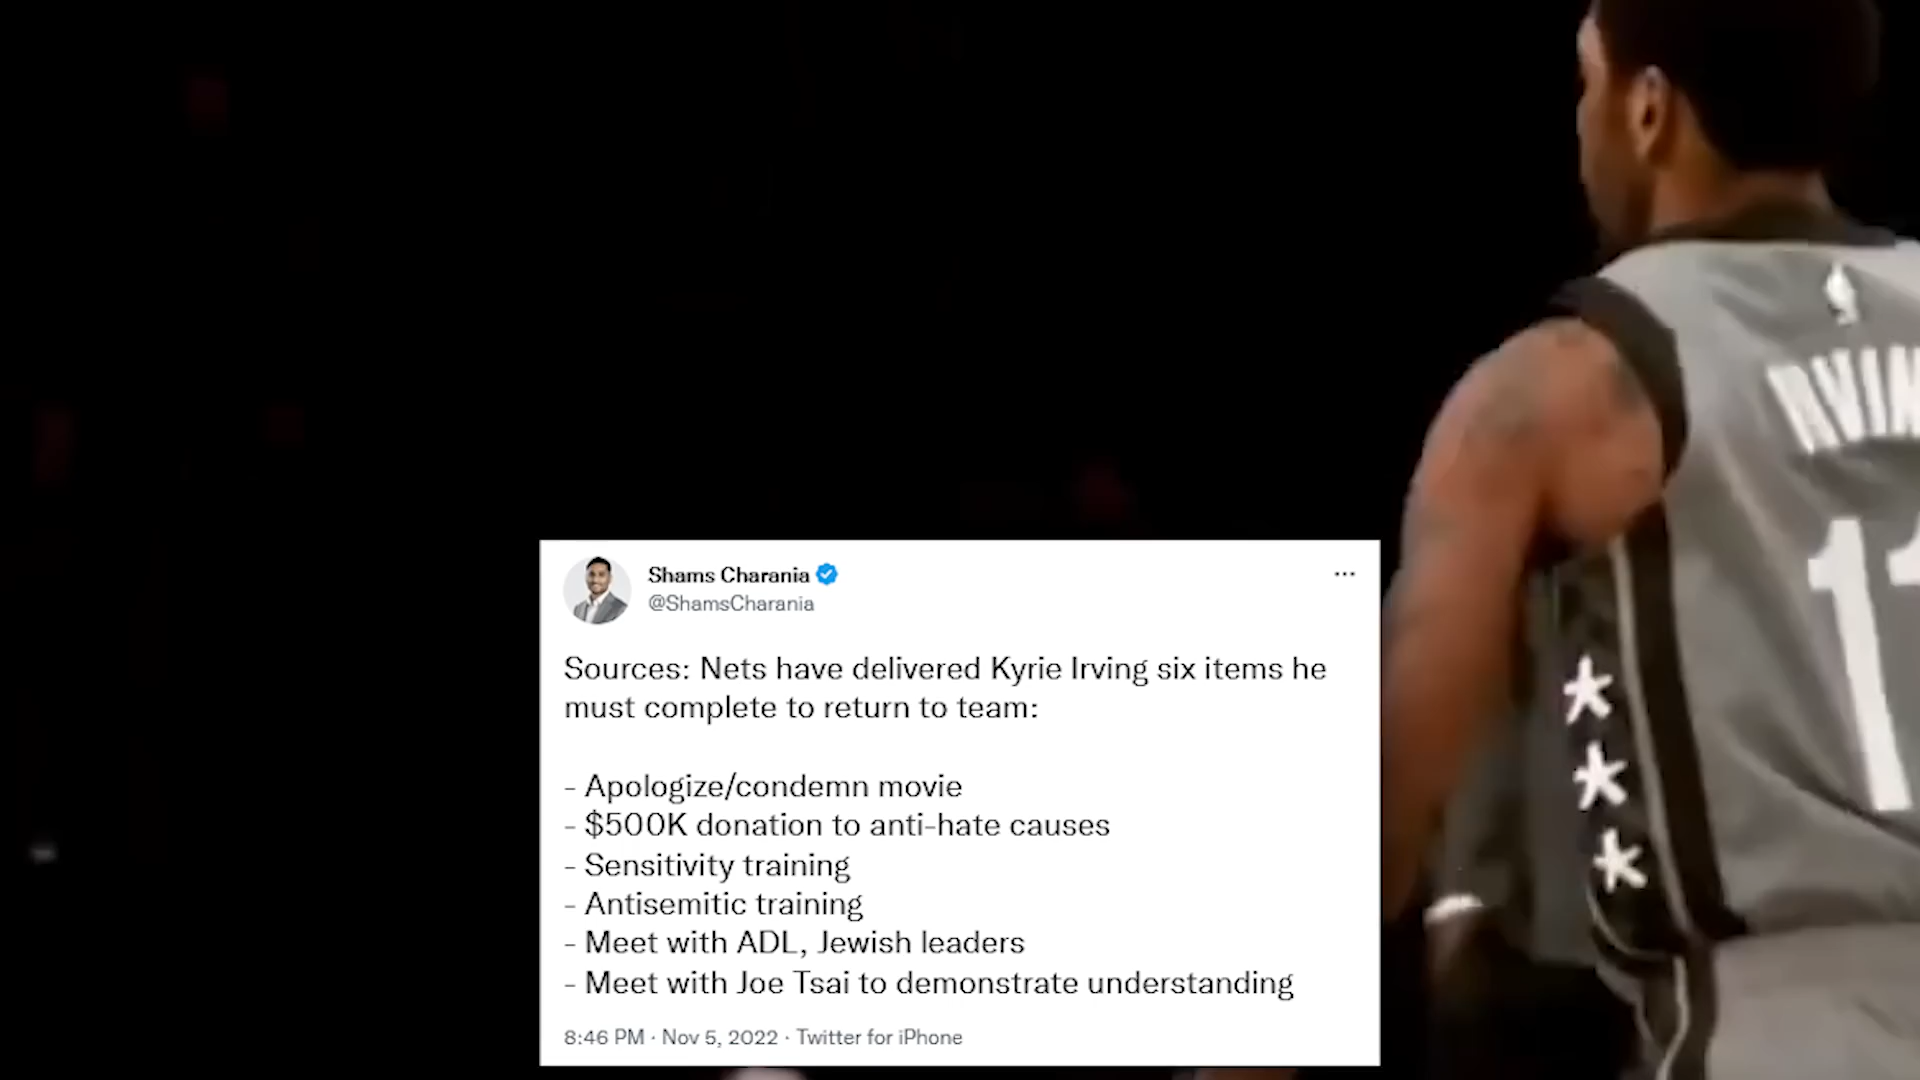 Shams Charania
@ShamsCharania
Sources: Nets have delivered Kyrie Irving six items he
must complete to return to team:
- Apologize/condemn movie
- $500K donation to anti-hate causes
- Sensitivity training
- Antisemitic training
- Meet with ADL, Jewish leaders
- Meet with Joe Tsai to demonstrate understanding
8:46 PM · Nov 5, 2022 · Twitter for iPhone